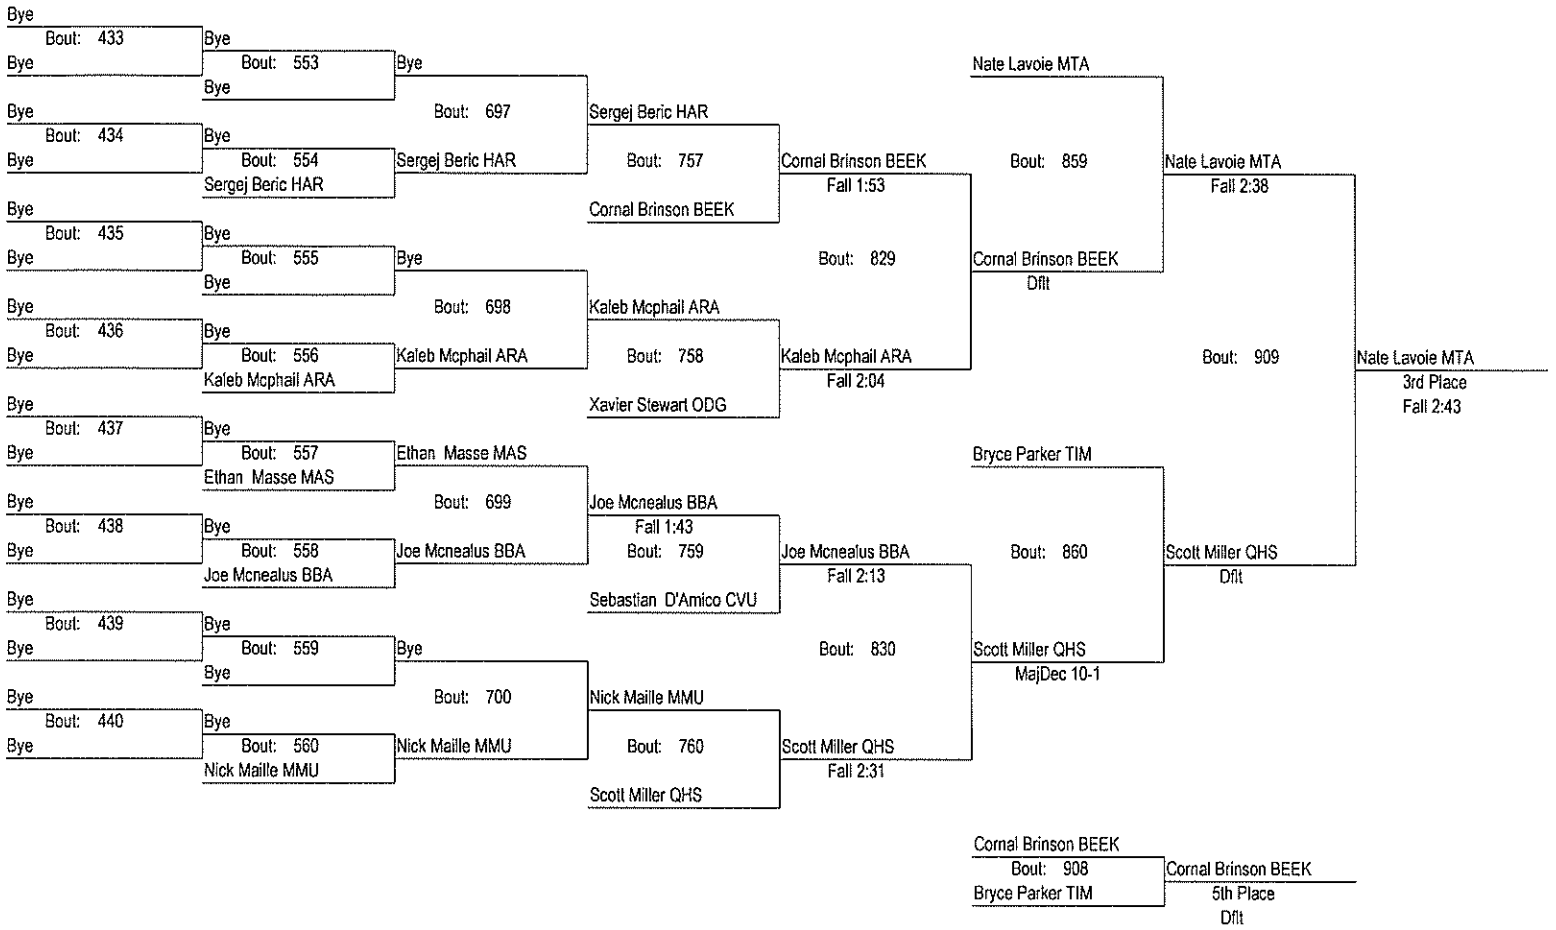 Bye
Bout: 433
Bye
Bye
Bout: 434
Bye
Bye
Bout: 435
Bye
Bye
Bout: 436
Bye
Bye
Bout: 437
Bye
Bye
Bout: 438
Bye
Bye
Bout: 439
Bye
Bye
Bout: 440
Bye
Bye
Bout: 553
Bye
Bye
Bout: 554
Sergej Beric HAR
Bye
Bout: 555
Bye
Bye
Bout: 556
Kaleb Mcphail ARA
Bye
Bout: 557
Ethan Masse MAS
Bye
Bout: 558
Joe Mcnealus BBA
Bye
Bout: 559
Bye
Bye
Bout: 560
Nick Maille MMU
Bye
Bout: 697
Sergej Beric HAR
Bye
Bout: 698
Kaleb Mcphail ARA
Ethan Masse MAS
Bout: 699
Joe Mcnealus BBA
Bye
Bout: 700
Nick Maille MMU
Sergej Beric HAR
Bout: 757
Cornal Brinson BEEK
Kaleb Mcphail ARA
Bout: 758
Xavier Stewart ODG
Joe Mcnealus BBA
Fall 1:43
Bout: 759
Sebastian D'Amico CVU
Nick Maille MMU
Bout: 760
Scott Miller QHS
Cornal Brinson BEEK
Fall 1:53
Bout: 829
Kaleb Mcphail ARA
Fall 2:04
Joe Mcnealus BBA
Fall 2:13
Bout: 830
Scott Miller QHS
Fall 2:31
Nate Lavoie MTA
Bout: 859
Cornal Brinson BEEK
Dflt
Bryce Parker TIM
Bout: 860
Scott Miller QHS
MajDec 10-1
Nate Lavoie MTA
Fall 2:38
Bout: 909
Scott Miller QHS
Dflt
Nate Lavoie MTA
3rd Place
Fall 2:43
Cornal Brinson BEEK
Bout: 908
Bryce Parker TIM
Cornal Brinson BEEK
5th Place
Dflt